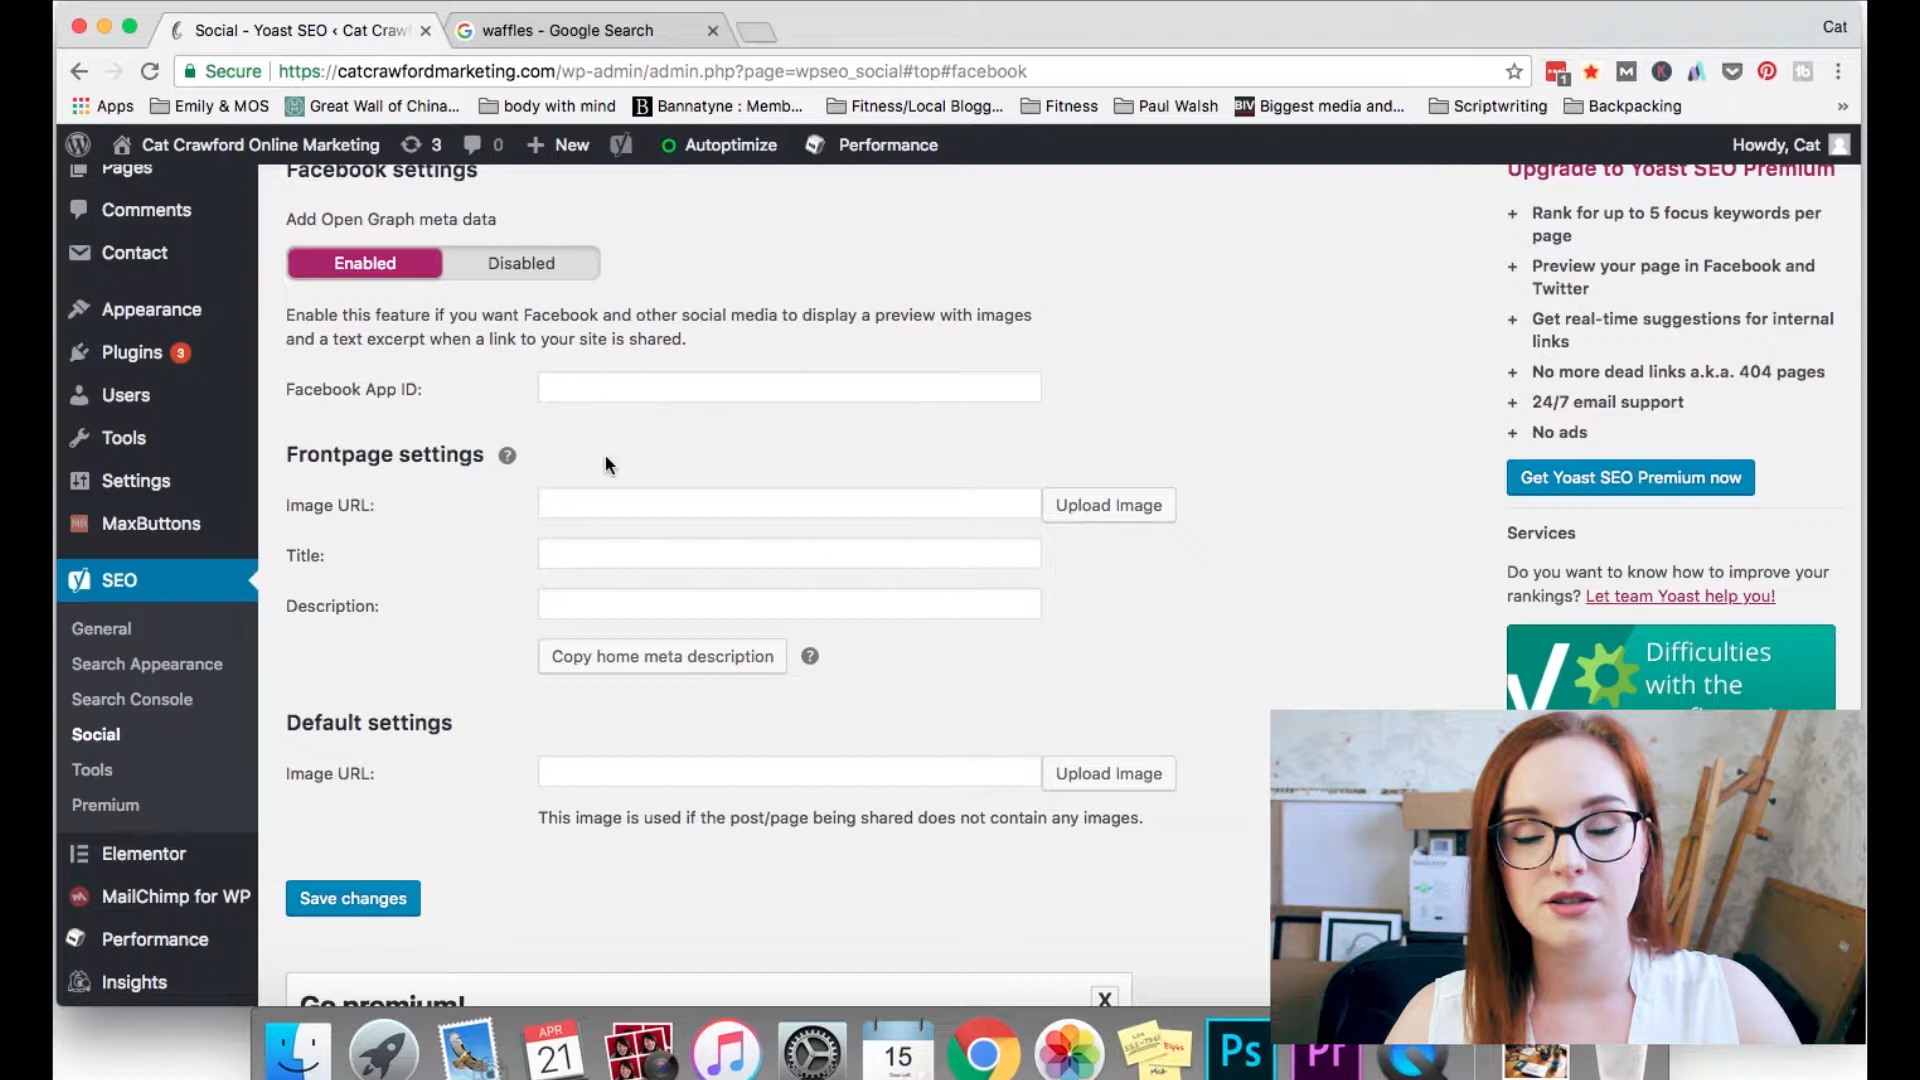 Social - Yoast SEO ‹ Cat Craw
waffles - Google Search
Cat
Secure
https://catcrawfordmarketing.com/wp-admin/admin.php?page=wpseo_social#top#facebook
1
M
K
Apps
Emily & MOS
Great Wall of China...
body with mind
B
Bannatyne : Memb...
Fitness/Local Blogg...
Fitness
Paul Walsh
BIV
Biggest media and...
Scriptwriting
Backpacking
»
Cat Crawford Online Marketing
3
0
+ New
Autoptimize
Performance
Howdy, Cat
Pages
Comments
Contact
Appearance
Plugins 3
Users
Tools
Settings
MaxButtons
SEO
General
Search Appearance
Search Console
Social
Tools
Premium
Elementor
MailChimp for WP
Performance
Insights
Facebook settings
Add Open Graph meta data
Enabled
Disabled
Enable this feature if you want Facebook and other social media to display a preview with images
and a text excerpt when a link to your site is shared.
Facebook App ID:
Frontpage settings ?
Image URL:
Upload Image
Title:
Description:
Copy home meta description ?
Default settings
Image URL:
Upload Image
This image is used if the post/page being shared does not contain any images.
Save changes
Go premium!
X
Upgrade to Yoast SEO Premium
+ Rank for up to 5 focus keywords per
page
+ Preview your page in Facebook and
Twitter
+ Get real-time suggestions for internal
links
+ No more dead links a.k.a. 404 pages
+ 24/7 email support
+ No ads
Get Yoast SEO Premium now
Services
Do you want to know how to improve your
rankings? Let team Yoast help you!
Difficulties
with the
APR
21
15
Ps
Pr